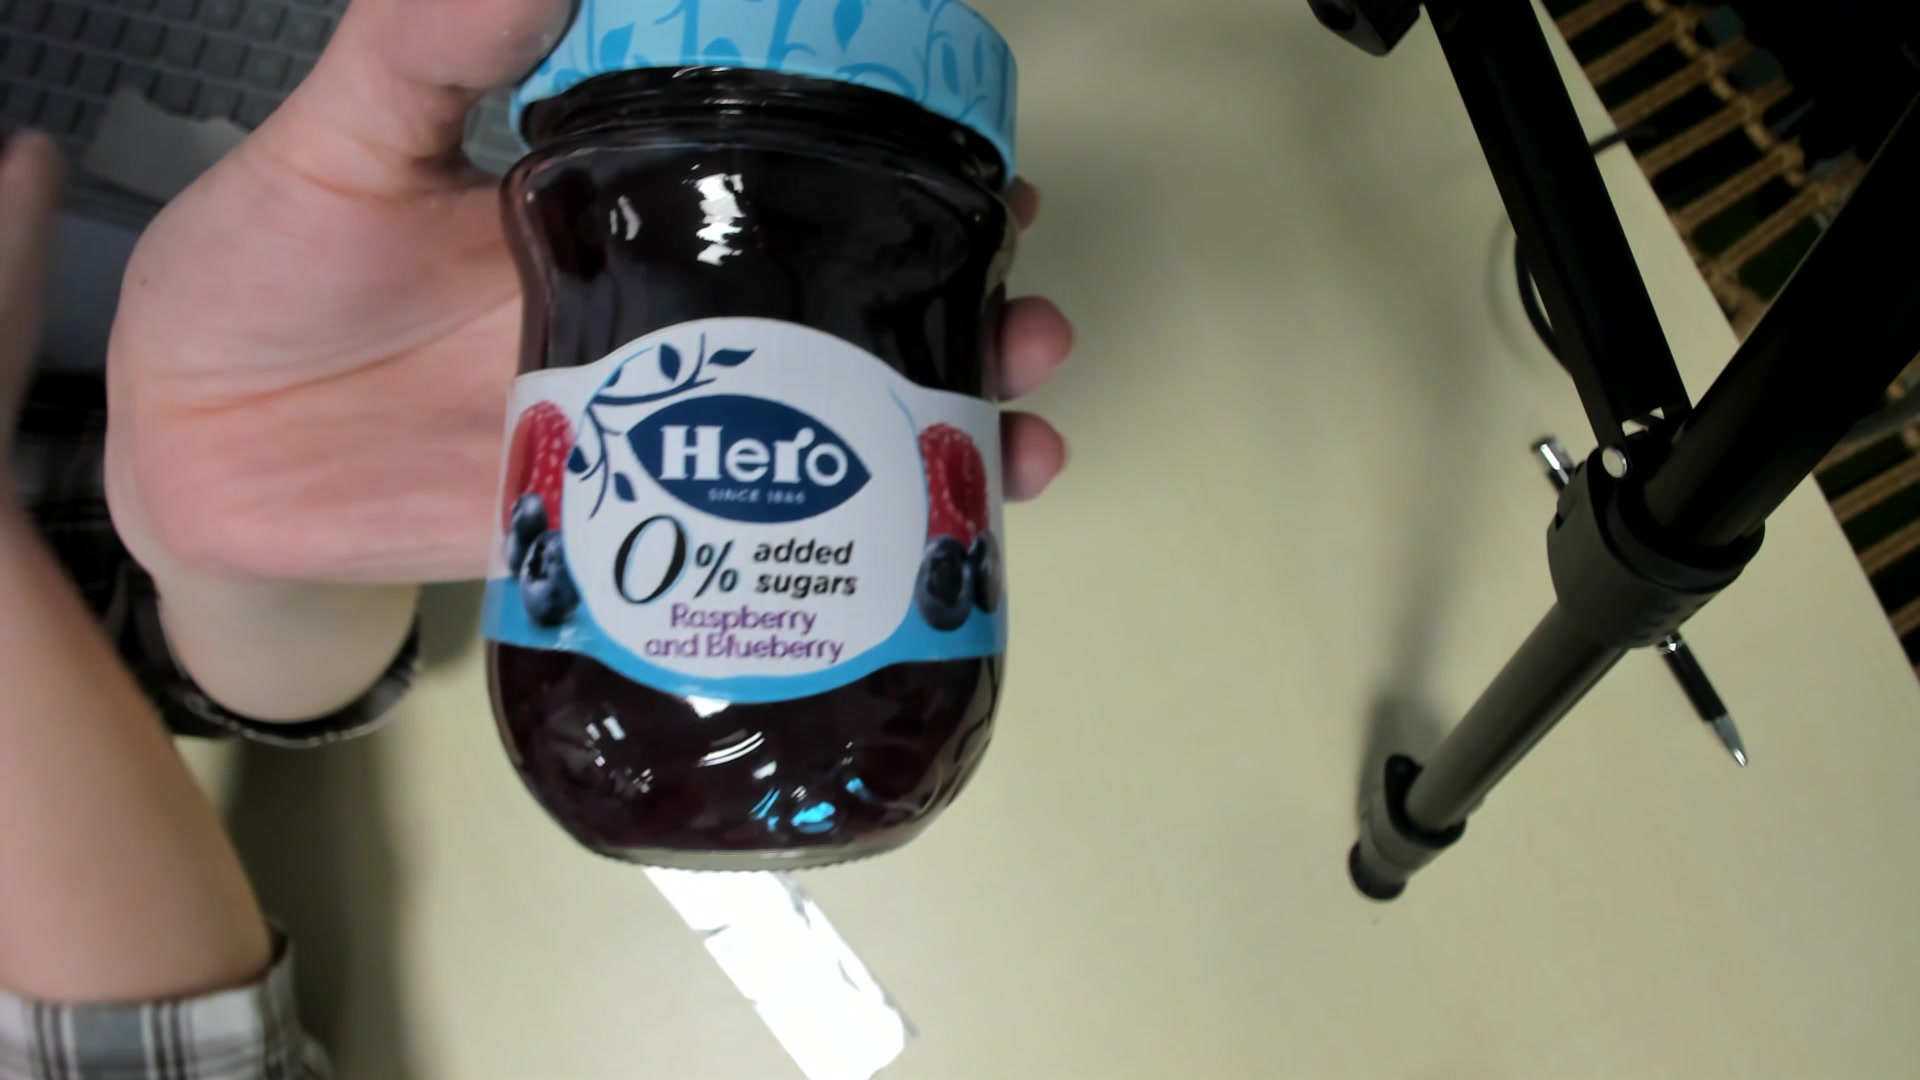 Hero
SINCE 1886
0% added
sugars
Raspberry
and Blueberry